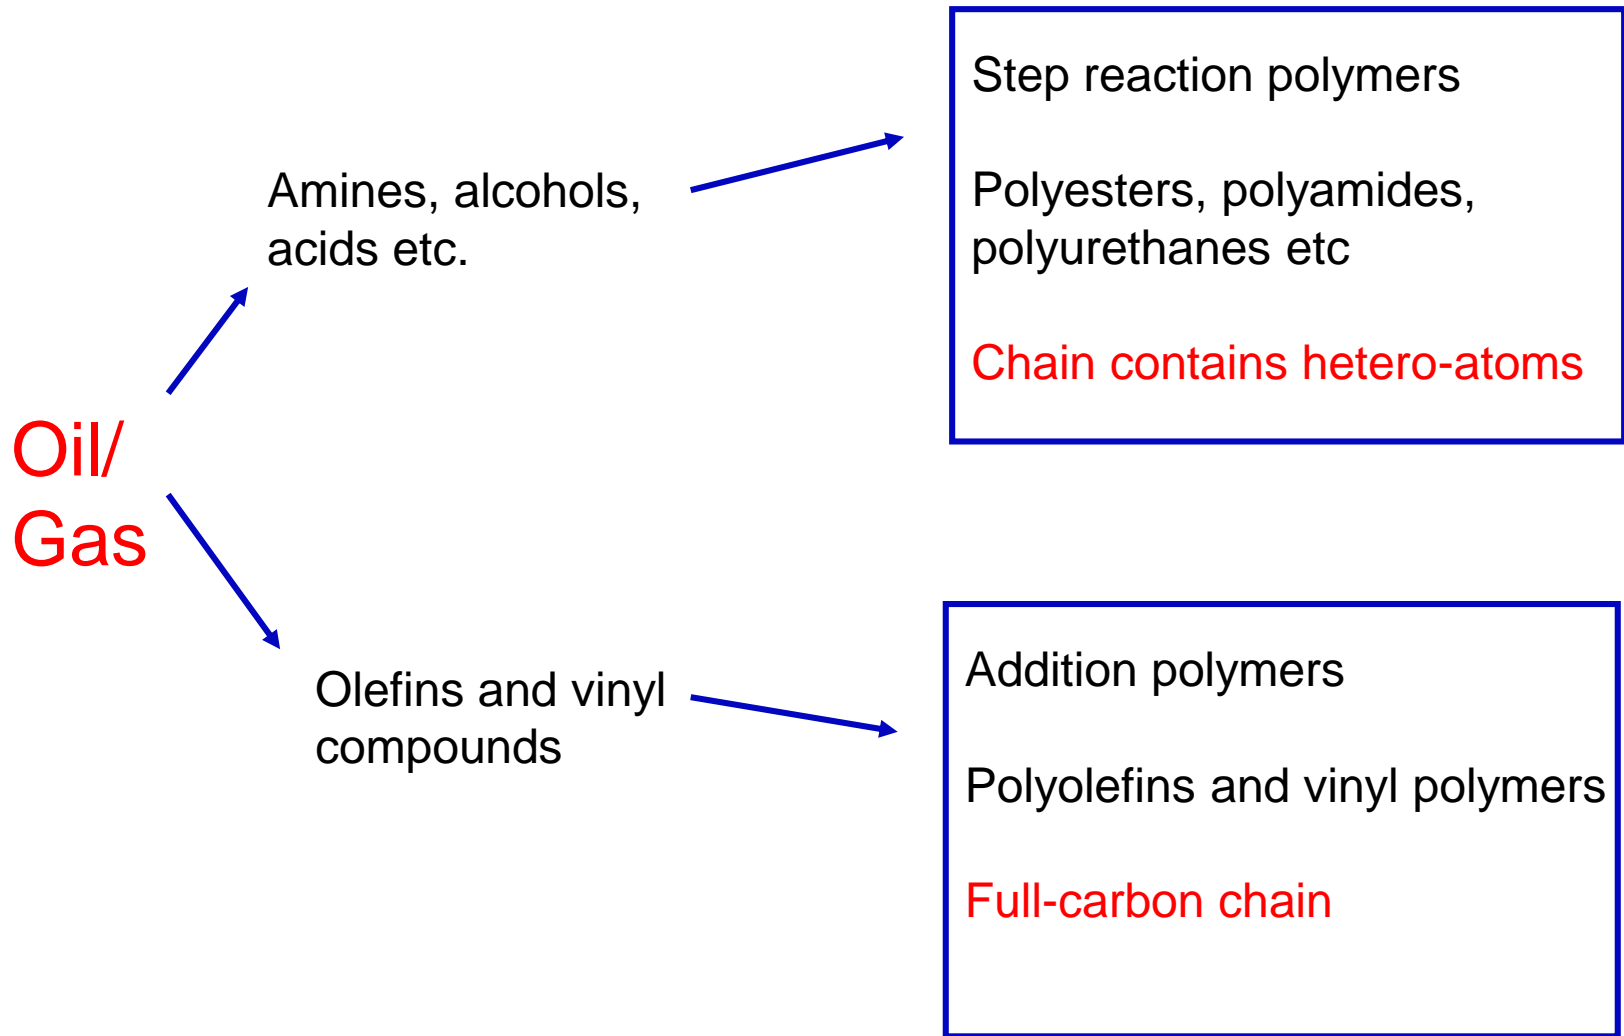 Oil/
Gas
Amines, alcohols,
acids etc.
Step reaction polymers
Polyesters, polyamides,
polyurethanes etc
Chain contains hetero-atoms
Olefins and vinyl
compounds
Addition polymers
Polyolefins and vinyl polymers
Full-carbon chain